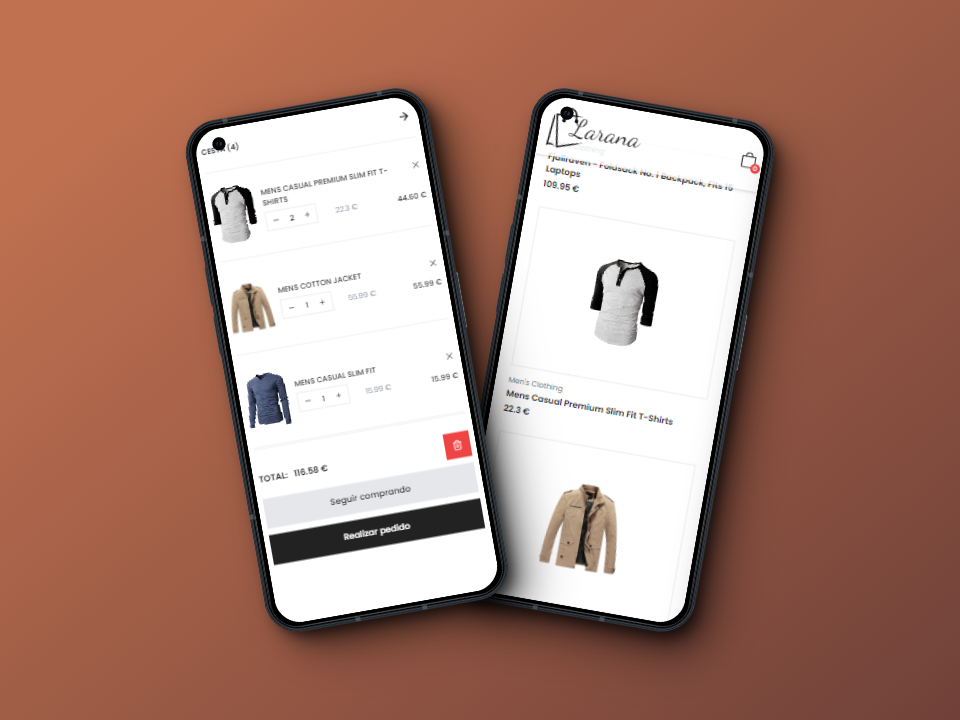 CESTA (4)
MENS CASUAL PREMIUM SLIM FIT T-
SHIRTS
2 22.3 € 44.60 €
MENS COTTON JACKET
1 55.99 € 55.99 €
MENS CASUAL SLIM FIT
1 15.99 € 15.99 €
TOTAL: 116.58 €
Seguir comprando
Realizar pedido
Larana
Fjallraven - Foldsack No. 1 Backpack, Fits 15
Laptops
109.95 €
Men's Clothing
Mens Casual Premium Slim Fit T-Shirts
22.3 €